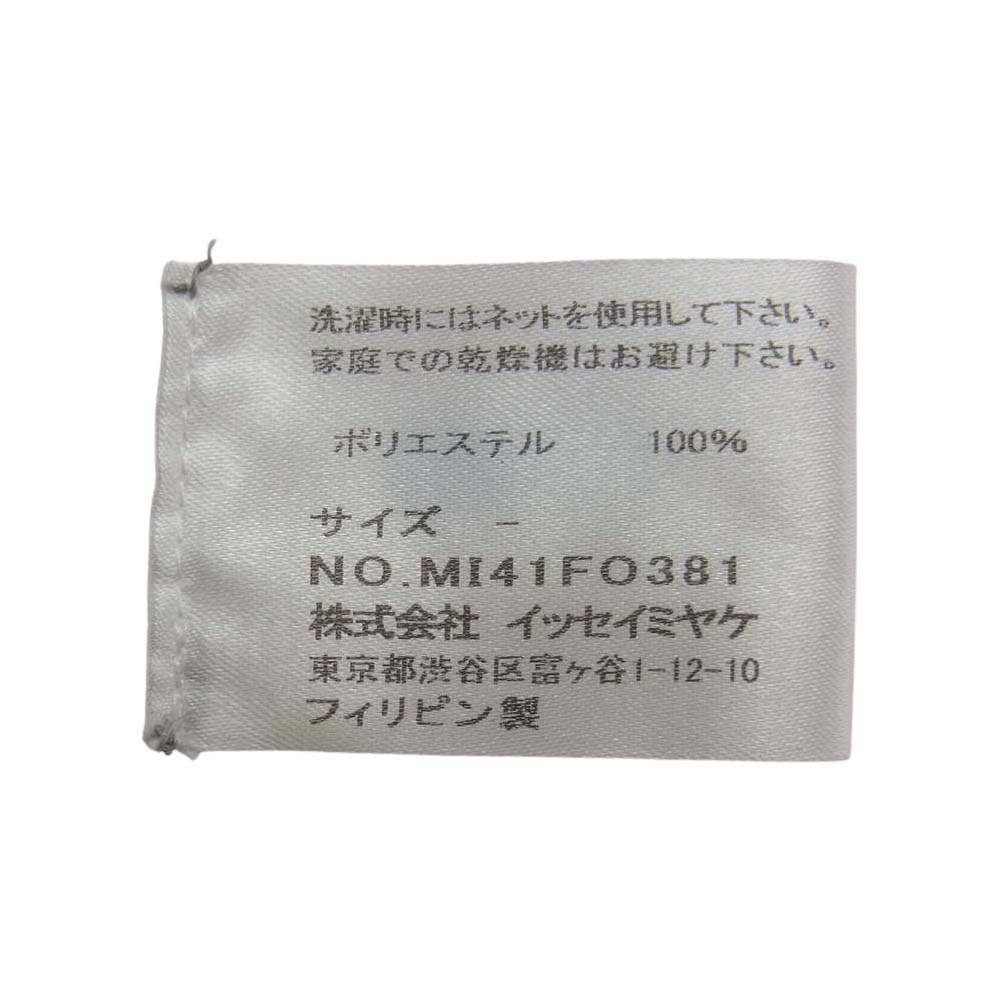 洗濯時にはネットを使用して下さい。
家庭での乾燥機はお避け下さい。
ポリエステル 100%
サイズ -
NO.MI41FO381
株式会社 イッセイミヤケ
東京都渋谷区富ヶ谷1-12-10
フィリピン製